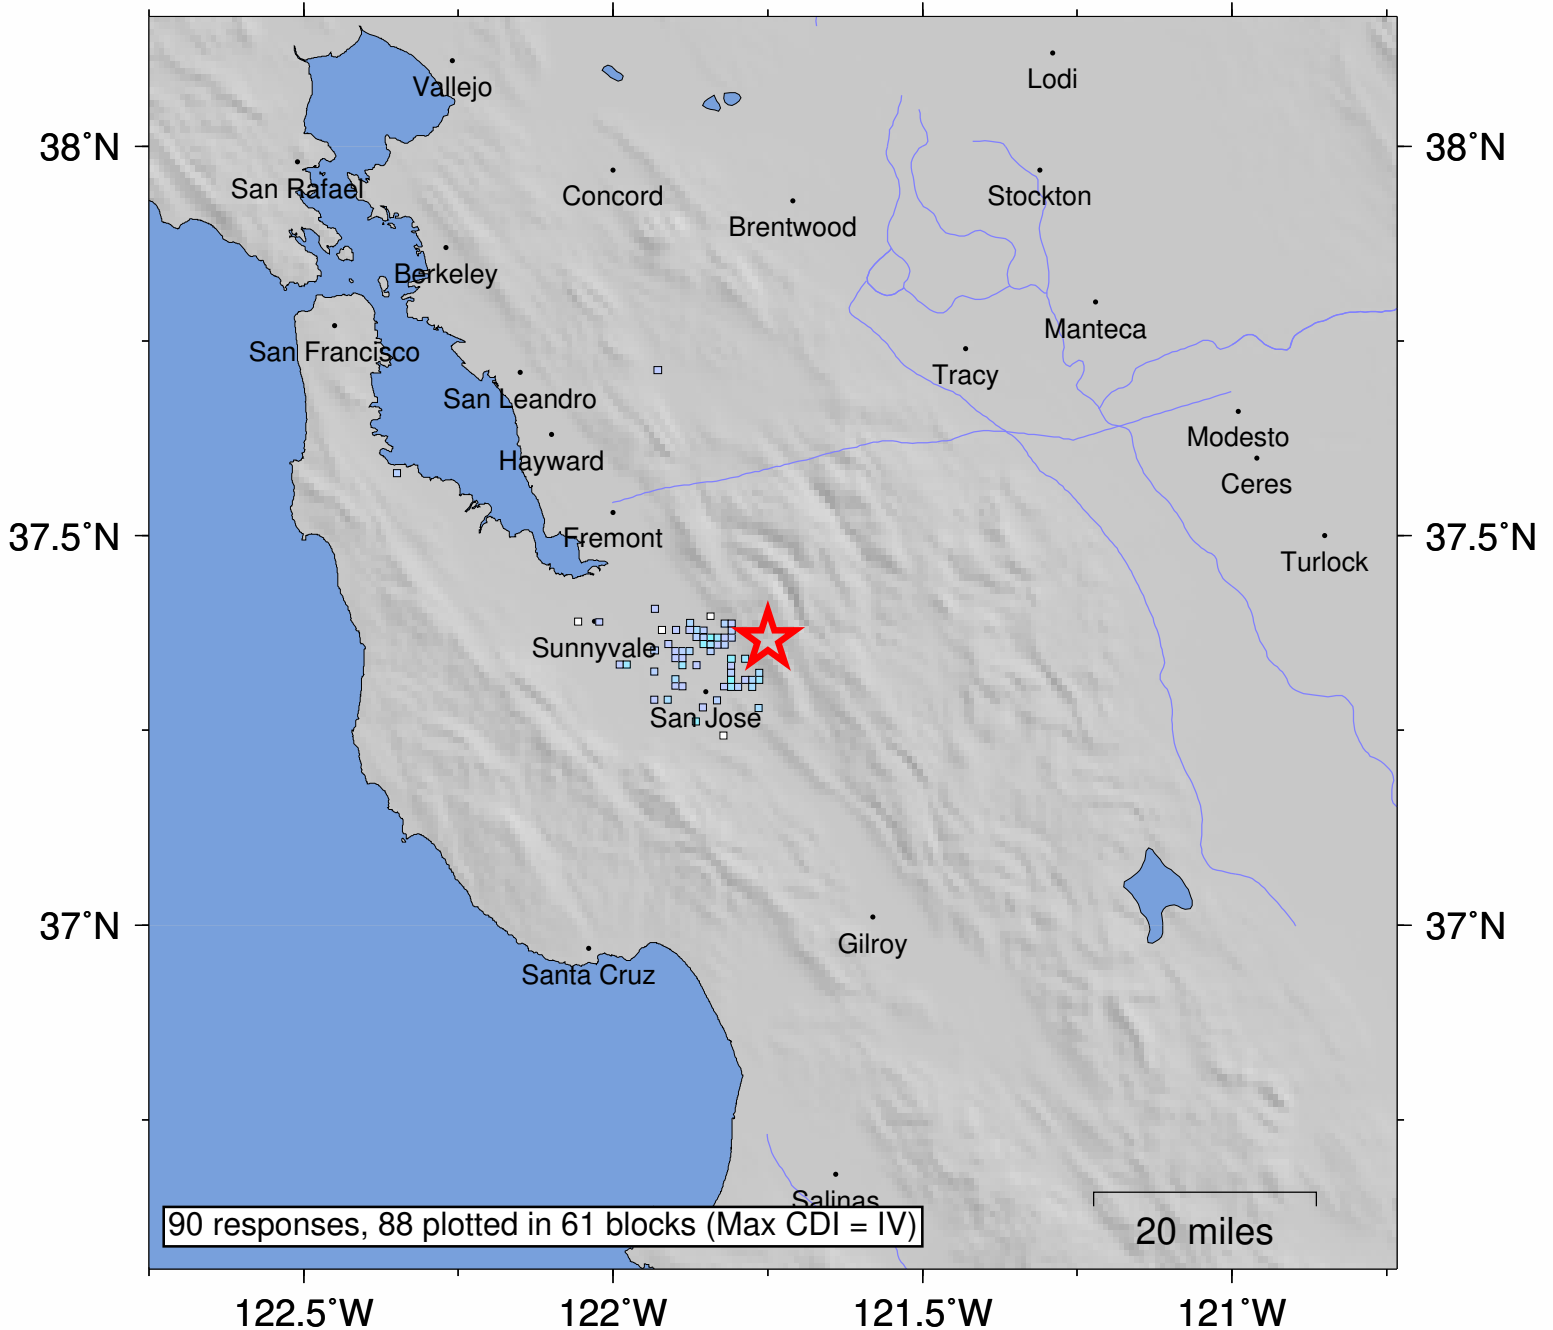 Vallejo
Lodi
38°N
38°N
San Rafael
Concord
Stockton
Brentwood
Berkeley
Manteca
San Francisco
Tracy
San Leandro
Modesto
Hayward
Ceres
Fremont
37.5°N
37.5°N
Turlock
Sunnyvale
San Jose
37°N
37°N
Gilroy
Santa Cruz
Salinas
90 responses, 88 plotted in 61 blocks (Max CDI = IV)
20 miles
122.5°W
122°W
121.5°W
121°W